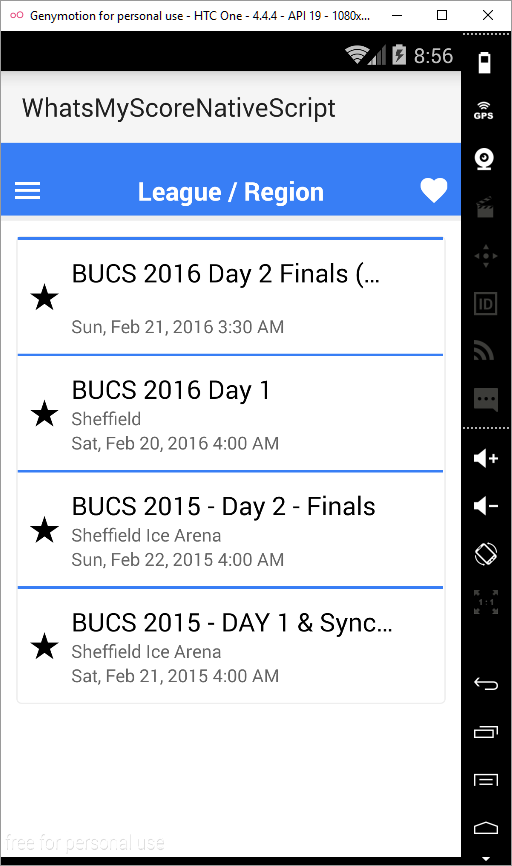 Genymotion for personal use - HTC One - 4.4.4 - API 19 - 1080x...
8:56
GPS
WhatsMyScoreNativeScript
League / Region
BUCS 2016 Day 2 Finals (...
Sun, Feb 21, 2016 3:30 AM
BUCS 2016 Day 1
Sheffield
Sat, Feb 20, 2016 4:00 AM
BUCS 2015 - Day 2 - Finals
Sheffield Ice Arena
Sun, Feb 22, 2015 4:00 AM
BUCS 2015 - DAY 1 & Sync...
Sheffield Ice Arena
Sat, Feb 21, 2015 4:00 AM
ID
1:1
free for personal use